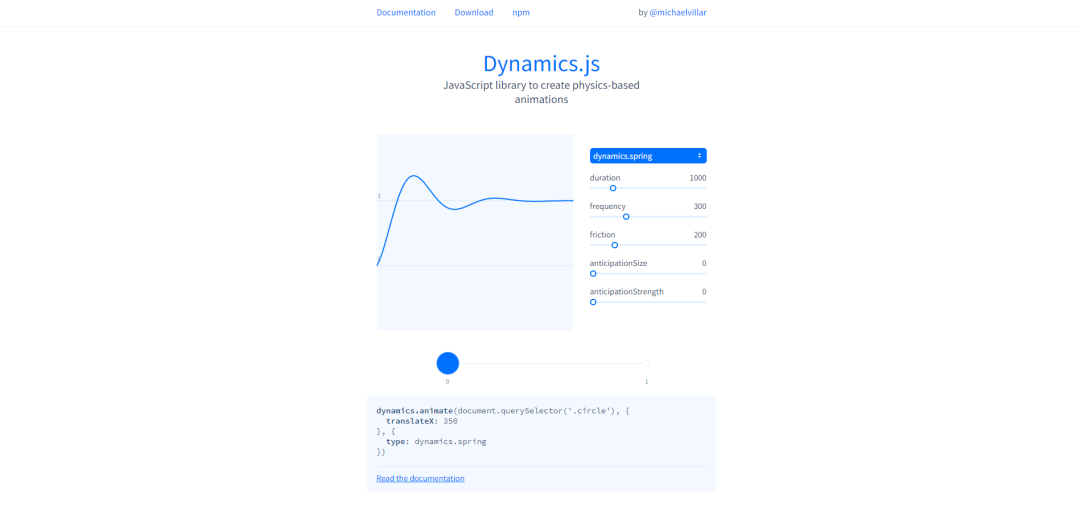 Documentation Download npm by @michaelvillar
Dynamics.js
JavaScript library to create physics-based
animations
dynamics.spring
duration 1000
frequency 300
friction 200
anticipationSize 0
anticipationStrength 0
1
0
0 1
dynamics.animate(document.querySelector('.circle'), {
translateX: 350
}, {
type: dynamics.spring
})
Read the documentation